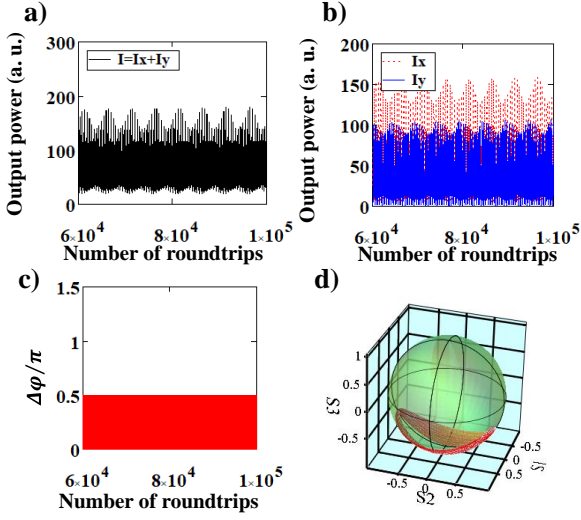 a)
Output power (a. u.)
300
200
100
0
I=Ix+Iy
6×10⁴
8×10⁴
1×10⁵
Number of roundtrips
b)
Output power (a. u.)
200
150
100
50
0
Ix
Iy
6×10⁴
8×10⁴
1×10⁵
Number of roundtrips
c)
Δφ/π
1.5
1
0.5
0
6×10⁴
8×10⁴
1×10⁵
Number of roundtrips
d)
S3
1
0.5
0
-0.5
-0.5
0
0.5
S2
-0.5
0
0.5
S1